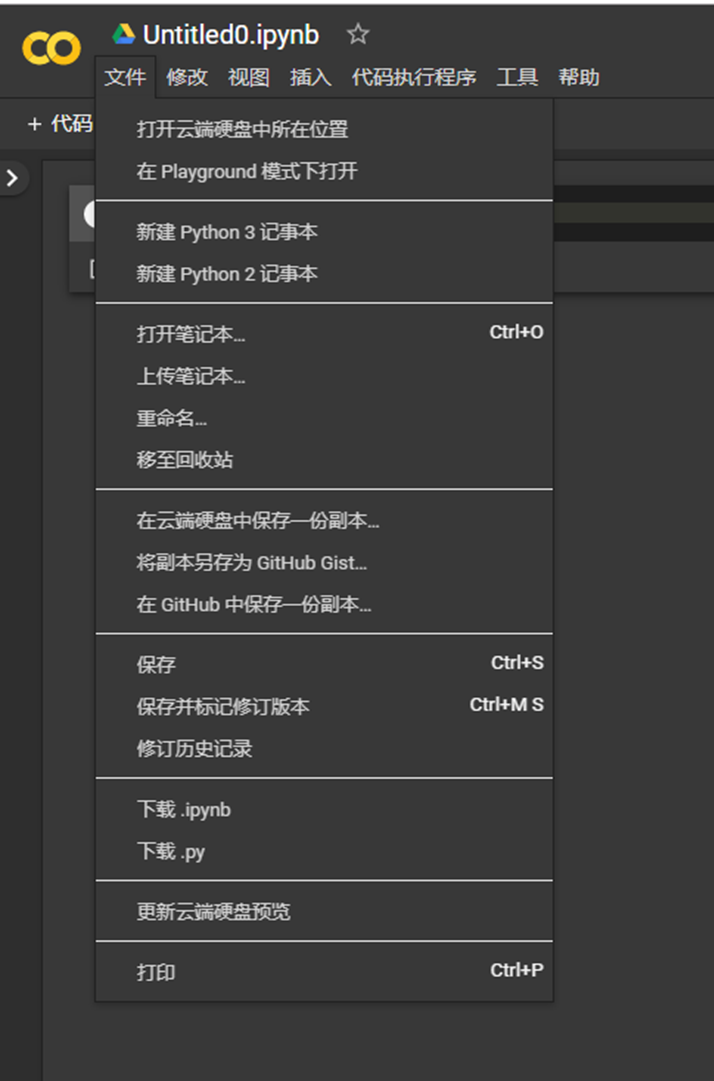 CO Untitled0.ipynb
文件 修改 视图 插入 代码执行程序 工具 帮助
+ 代码
打开云端硬盘中所在位置
在 Playground 模式下打开
新建 Python 3 记事本
新建 Python 2 记事本
打开笔记本... Ctrl+O
上传笔记本...
重命名...
移至回收站
在云端硬盘中保存一份副本...
将副本另存为 GitHub Gist...
在 GitHub 中保存一份副本...
保存 Ctrl+S
保存并标记修订版本 Ctrl+M S
修订历史记录
下载 .ipynb
下载 .py
更新云端硬盘预览
打印 Ctrl+P